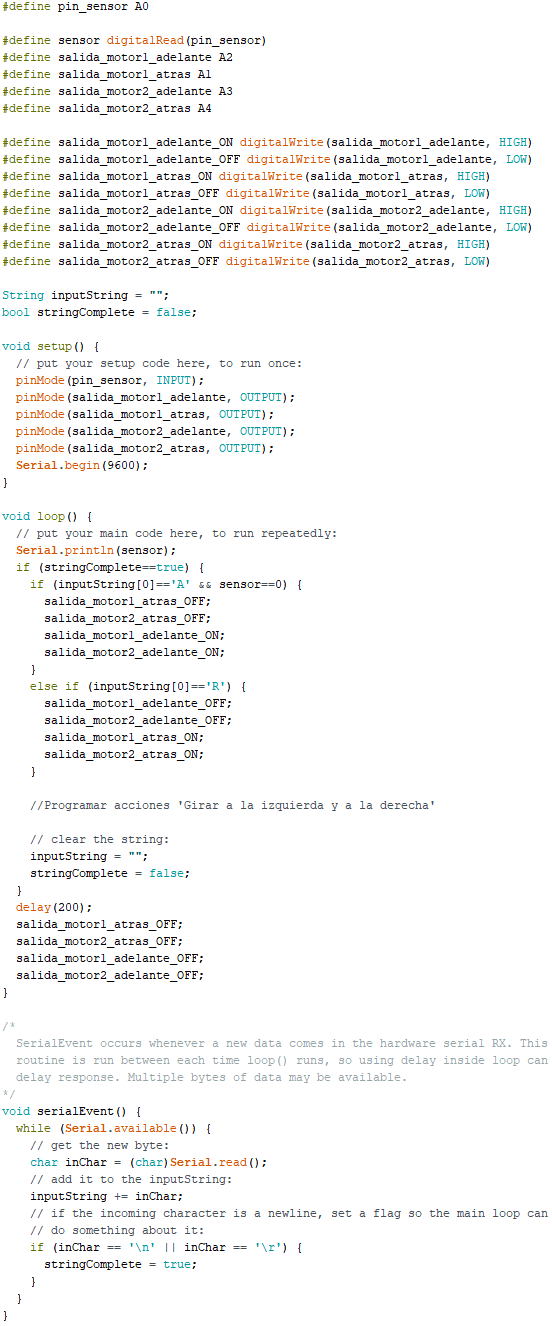 #define pin_sensor A0

#define sensor digitalRead(pin_sensor)
#define salida_motor1_adelante A2
#define salida_motor1_atras A1
#define salida_motor2_adelante A3
#define salida_motor2_atras A4

#define salida_motor1_adelante_ON digitalWrite(salida_motor1_adelante, HIGH)
#define salida_motor1_adelante_OFF digitalWrite(salida_motor1_adelante, LOW)
#define salida_motor1_atras_ON digitalWrite(salida_motor1_atras, HIGH)
#define salida_motor1_atras_OFF digitalWrite(salida_motor1_atras, LOW)
#define salida_motor2_adelante_ON digitalWrite(salida_motor2_adelante, HIGH)
#define salida_motor2_adelante_OFF digitalWrite(salida_motor2_adelante, LOW)
#define salida_motor2_atras_ON digitalWrite(salida_motor2_atras, HIGH)
#define salida_motor2_atras_OFF digitalWrite(salida_motor2_atras, LOW)

String inputString = "";
bool stringComplete = false;

void setup() {
  // put your setup code here, to run once:
  pinMode(pin_sensor, INPUT);
  pinMode(salida_motor1_adelante, OUTPUT);
  pinMode(salida_motor1_atras, OUTPUT);
  pinMode(salida_motor2_adelante, OUTPUT);
  pinMode(salida_motor2_atras, OUTPUT);
  Serial.begin(9600);
}

void loop() {
  // put your main code here, to run repeatedly:
  Serial.println(sensor);
  if (stringComplete==true) {
    if (inputString[0]=='A' && sensor==0) {
      salida_motor1_atras_OFF;
      salida_motor2_atras_OFF;
      salida_motor1_adelante_ON;
      salida_motor2_adelante_ON;
    }
    else if (inputString[0]=='R') {
      salida_motor1_adelante_OFF;
      salida_motor2_adelante_OFF;
      salida_motor1_atras_ON;
      salida_motor2_atras_ON;
    }

    //Programar acciones 'Girar a la izquierda y a la derecha'

    // clear the string:
    inputString = "";
    stringComplete = false;
  }
  delay(200);
  salida_motor1_atras_OFF;
  salida_motor2_atras_OFF;
  salida_motor1_adelante_OFF;
  salida_motor2_adelante_OFF;
}

/*
  SerialEvent occurs whenever a new data comes in the hardware serial RX. This
  routine is run between each time loop() runs, so using delay inside loop can
  delay response. Multiple bytes of data may be available.
*/
void serialEvent() {
  while (Serial.available()) {
    // get the new byte:
    char inChar = (char)Serial.read();
    // add it to the inputString:
    inputString += inChar;
    // if the incoming character is a newline, set a flag so the main loop can
    // do something about it:
    if (inChar == '\n' || inChar == '\r') {
      stringComplete = true;
    }
  }
}